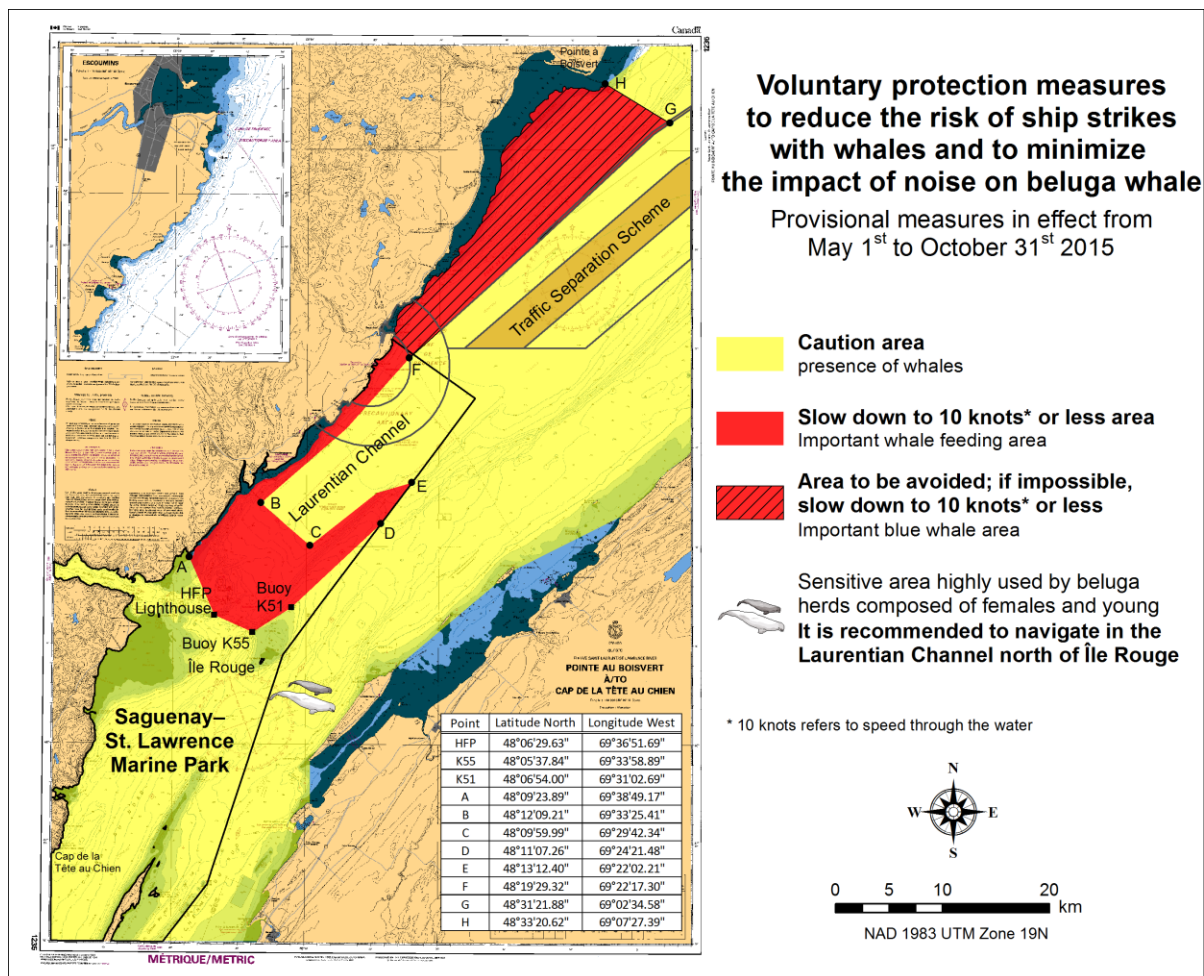 Canada
1236
ESCOUMINS
Pointe à
Boisvert
H
G
Traffic Separation Scheme
F
Laurentian Channel
E
B
D
C
A
HFP
Lighthouse
Buoy
K51
Buoy K55
Île Rouge
Saguenay–
St. Lawrence
Marine Park
Cap de la
Tête au Chien
POINTE AU BOISVERT
À/TO
CAP DE LA TÊTE AU CHIEN
Point Latitude North Longitude West
HFP 48°06'29.63" 69°36'51.69"
K55 48°05'37.84" 69°33'58.89"
K51 48°06'54.00" 69°31'02.69"
A 48°09'23.89" 69°38'49.17"
B 48°12'09.21" 69°33'25.41"
C 48°09'59.99" 69°29'42.34"
D 48°11'07.26" 69°24'21.48"
E 48°13'12.40" 69°22'02.21"
F 48°19'29.32" 69°22'17.30"
G 48°31'21.88" 69°02'34.58"
H 48°33'20.62" 69°07'27.39"
1236
MÉTRIQUE/METRIC
Voluntary protection measures
to reduce the risk of ship strikes
with whales and to minimize
the impact of noise on beluga whale
Provisional measures in effect from
May 1st to October 31st 2015
Caution area
presence of whales
Slow down to 10 knots* or less area
Important whale feeding area
Area to be avoided; if impossible,
slow down to 10 knots* or less
Important blue whale area
Sensitive area highly used by beluga
herds composed of females and young
It is recommended to navigate in the
Laurentian Channel north of Île Rouge
* 10 knots refers to speed through the water
N
W E
S
0 5 10 20
km
NAD 1983 UTM Zone 19N